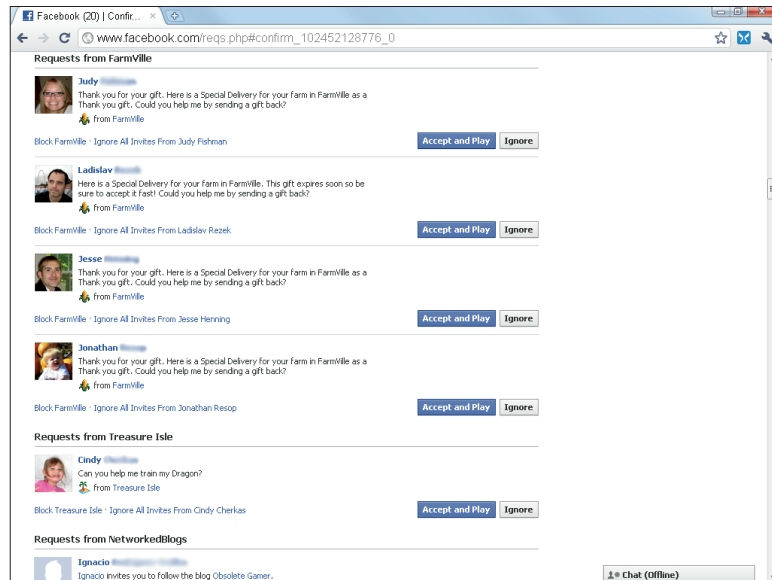 Facebook (20) | Confir...
www.facebook.com/reqs.php#confirm_102452128776_0
Requests from FarmVille
Judy
Thank you for your gift. Here is a Special Delivery for your farm in FarmVille as a
Thank you gift. Could you help me by sending a gift back?
from FarmVille
Block FarmVille · Ignore All Invites From Judy Fishman
Accept and Play Ignore
Ladislav
Here is a Special Delivery for your farm in FarmVille. This gift expires soon so be
sure to accept it fast! Could you help me by sending a gift back?
from FarmVille
Block FarmVille · Ignore All Invites From Ladislav Rezek
Accept and Play Ignore
Jesse
Thank you for your gift. Here is a Special Delivery for your farm in FarmVille as a
Thank you gift. Could you help me by sending a gift back?
from FarmVille
Block FarmVille · Ignore All Invites From Jesse Henning
Accept and Play Ignore
Jonathan
Thank you for your gift. Here is a Special Delivery for your farm in FarmVille as a
Thank you gift. Could you help me by sending a gift back?
from FarmVille
Block FarmVille · Ignore All Invites From Jonathan Resop
Accept and Play Ignore
Requests from Treasure Isle
Cindy
Can you help me train my Dragon?
from Treasure Isle
Block Treasure Isle · Ignore All Invites From Cindy Cherkas
Accept and Play Ignore
Requests from NetworkedBlogs
Ignacio
Ignacio invites you to follow the blog Obsolete Gamer.
Chat (Offline)